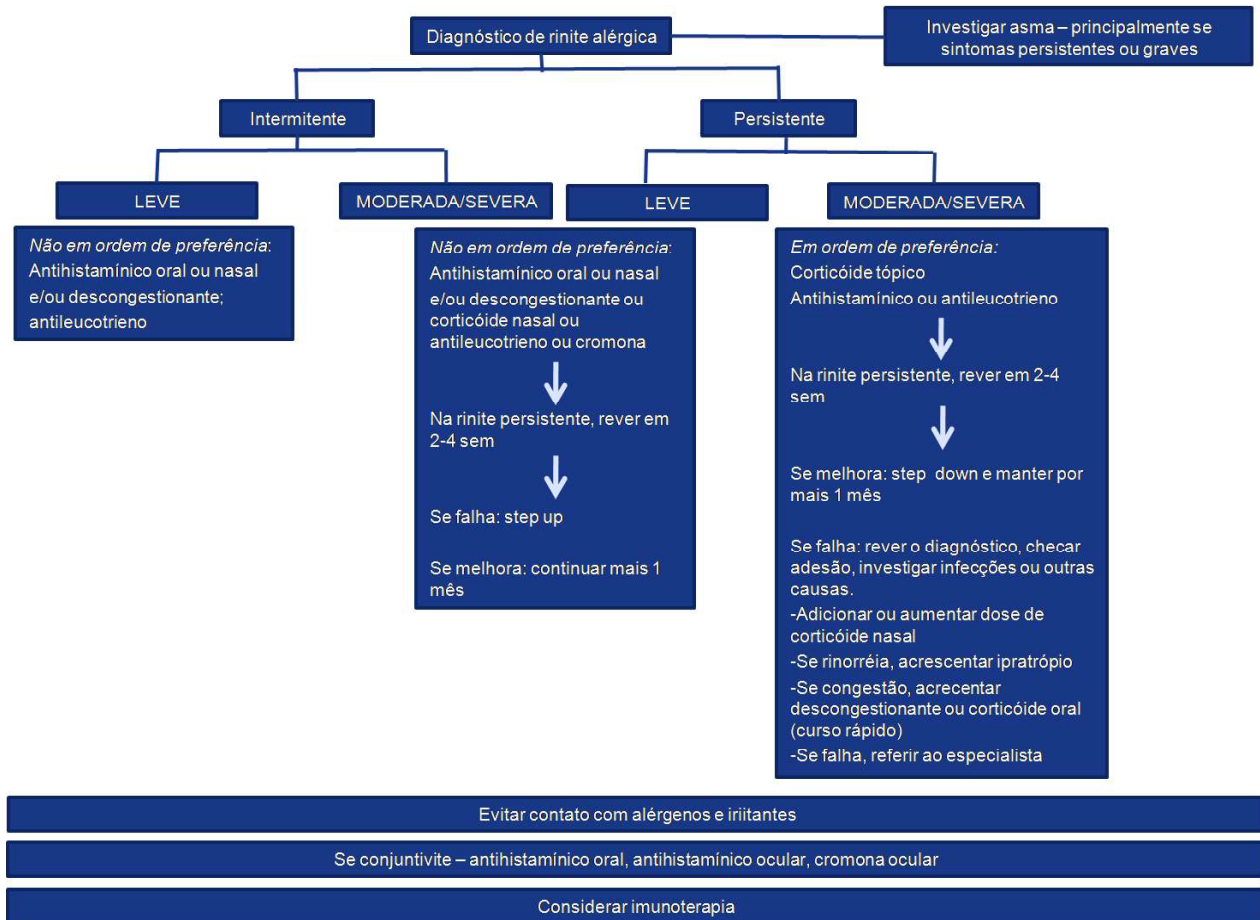 Diagnóstico de rinite alérgica
Investigar asma – principalmente se
sintomas persistentes ou graves
Intermitente
Persistente
LEVE
MODERADA/SEVERA
LEVE
MODERADA/SEVERA
Não em ordem de preferência:
Antihistamínico oral ou nasal
e/ou descongestionante;
antileucotrieno
Não em ordem de preferência:
Antihistamínico oral ou nasal
e/ou descongestionante ou
corticóide nasal ou
antileucotrieno ou cromona
Na rinite persistente, rever em
2-4 sem
Se falha: step up
Se melhora: continuar mais 1
mês
Em ordem de preferência:
Corticóide tópico
Antihistamínico ou antileucotrieno
Na rinite persistente, rever em 2-4
sem
Se melhora: step down e manter por
mais 1 mês
Se falha: rever o diagnóstico, checar
adesão, investigar infecções ou outras
causas.
-Adicionar ou aumentar dose de
corticóide nasal
-Se rinorréia, acrescentar ipratrópio
-Se congestão, acrecentar
descongestionante ou corticóide oral
(curso rápido)
-Se falha, referir ao especialista
Evitar contato com alérgenos e iriitantes
Se conjuntivite – antihistamínico oral, antihistamínico ocular, cromona ocular
Considerar imunoterapia